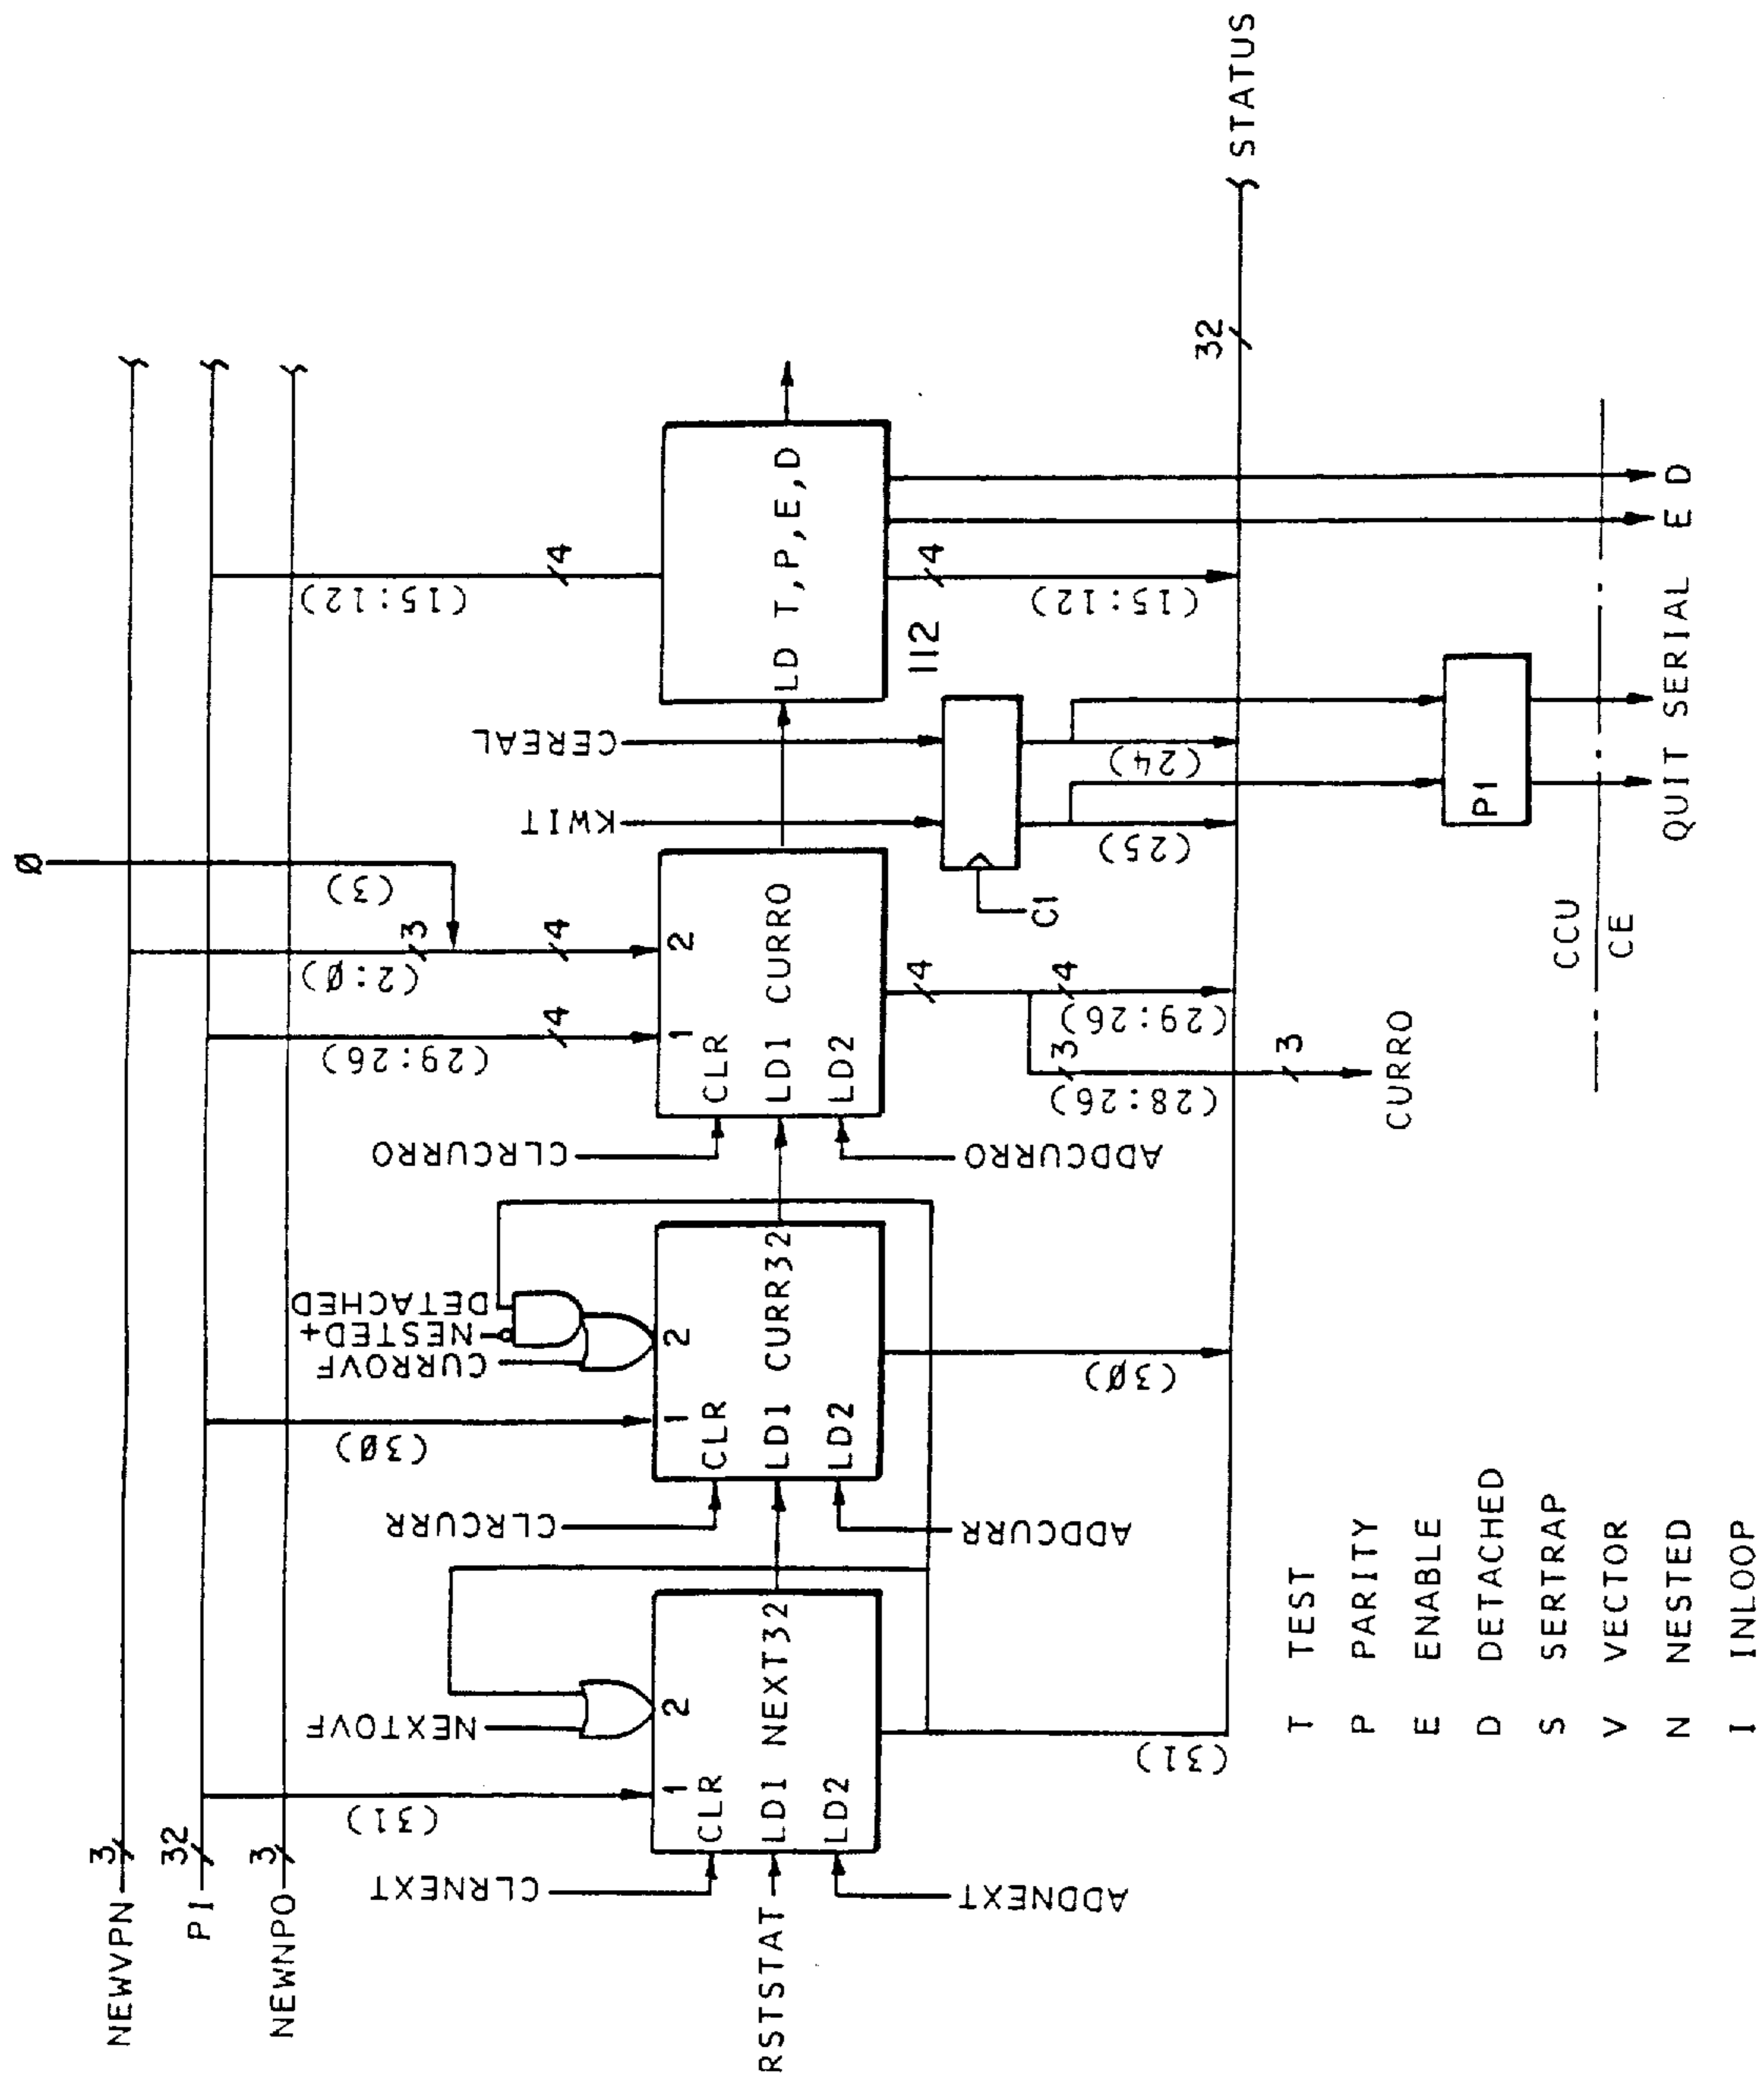 NEWVPN
3
PI
32
NEWNPO
3
Ø
(31)
(30)
(29:26)
4
(2:Ø)
3
4
(3)
(15:12)
4
NEXTOVF
CURROVF
NESTED+
DETACHED
KWIT
CEREAL
CLRNEXT
RSTSTAT
ADDNEXT
1
2
CLR
LD1 NEXT32
LD2
CLRCURR
ADDCURR
1
2
CLR
LD1 CURR32
LD2
CLRCURRO
ADDCURRO
1
2
CLR
LD1 CURRO
LD2
LD T,P,E,D
112
C1
(31)
(3Ø)
4
3
(28:26)
4
(29:26)
(25)
(24)
4
(15:12)
32
STATUS
3
CURRO
P1
CCU
CE
QUIT SERIAL E D
T TEST
P PARITY
E ENABLE
D DETACHED
S SERTRAP
V VECTOR
N NESTED
I INLOOP